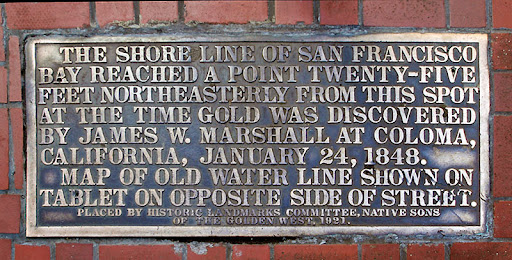 THE SHORE LINE OF SAN FRANCISCO
BAY REACHED A POINT TWENTY-FIVE
FEET NORTHEASTERLY FROM THIS SPOT
AT THE TIME GOLD WAS DISCOVERED
BY JAMES W. MARSHALL AT COLOMA,
CALIFORNIA, JANUARY 24, 1848.
MAP OF OLD WATER LINE SHOWN ON
TABLET ON OPPOSITE SIDE OF STREET.
PLACED BY HISTORIC LANDMARKS COMMITTEE, NATIVE SONS
OF THE GOLDEN WEST, 1921.